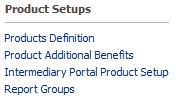 Product Setups
Products Definition
Product Additional Benefits
Intermediary Portal Product Setup
Report Groups